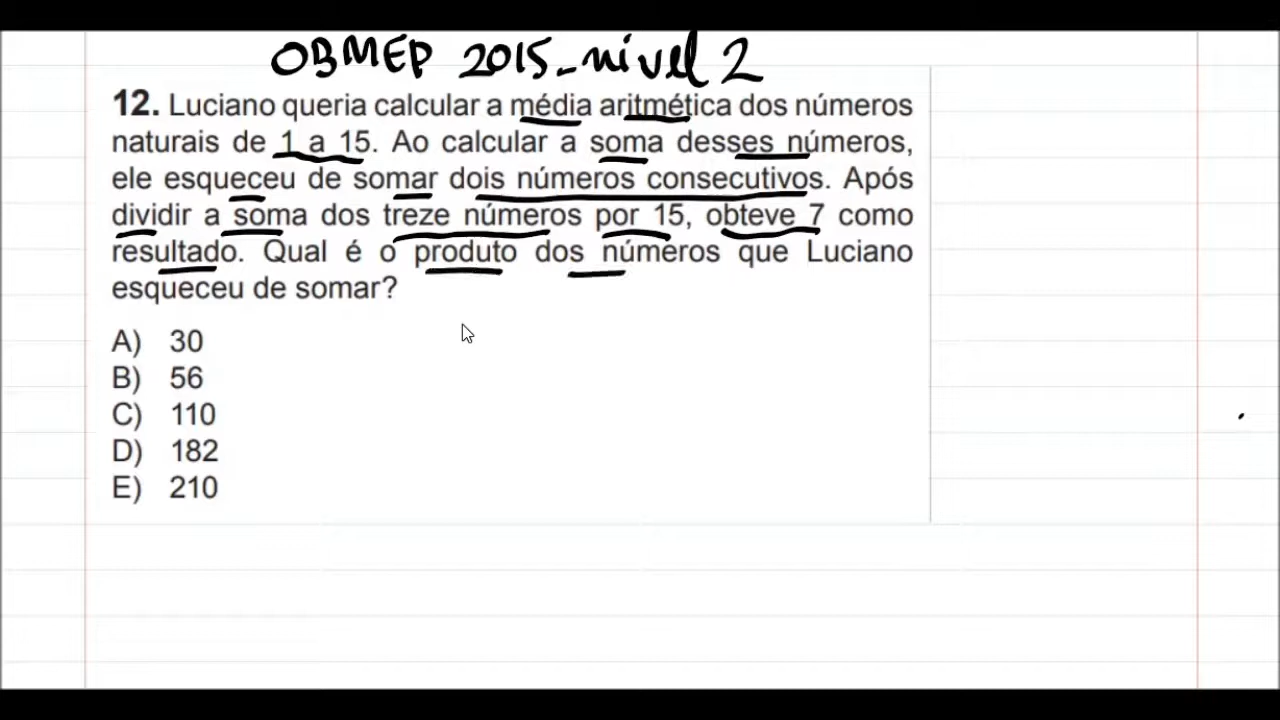 OBMEP 2015-nível 2
12. Luciano queria calcular a média aritmética dos números
naturais de 1 a 15. Ao calcular a soma desses números,
ele esqueceu de somar dois números consecutivos. Após
dividir a soma dos treze números por 15, obteve 7 como
resultado. Qual é o produto dos números que Luciano
esqueceu de somar?
A) 30
B) 56
C) 110
D) 182
E) 210